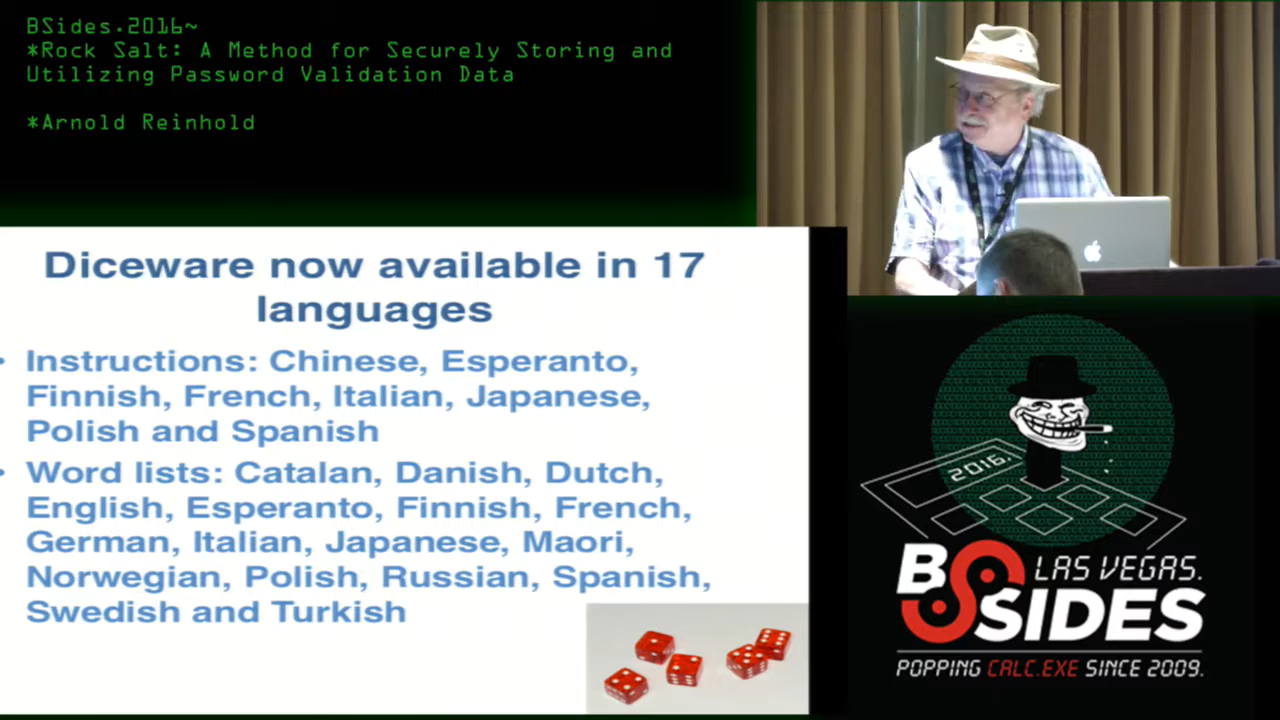 BSides.2016~
*Rock Salt: A Method for Securely Storing and
Utilizing Password Validation Data
*Arnold Reinhold
Diceware now available in 17
languages
• Instructions: Chinese, Esperanto,
Finnish, French, Italian, Japanese,
Polish and Spanish
• Word lists: Catalan, Danish, Dutch,
English, Esperanto, Finnish, French,
German, Italian, Japanese, Maori,
Norwegian, Polish, Russian, Spanish,
Swedish and Turkish
2016.
BSIDES
LAS VEGAS.
POPPING CALC.EXE SINCE 2009.